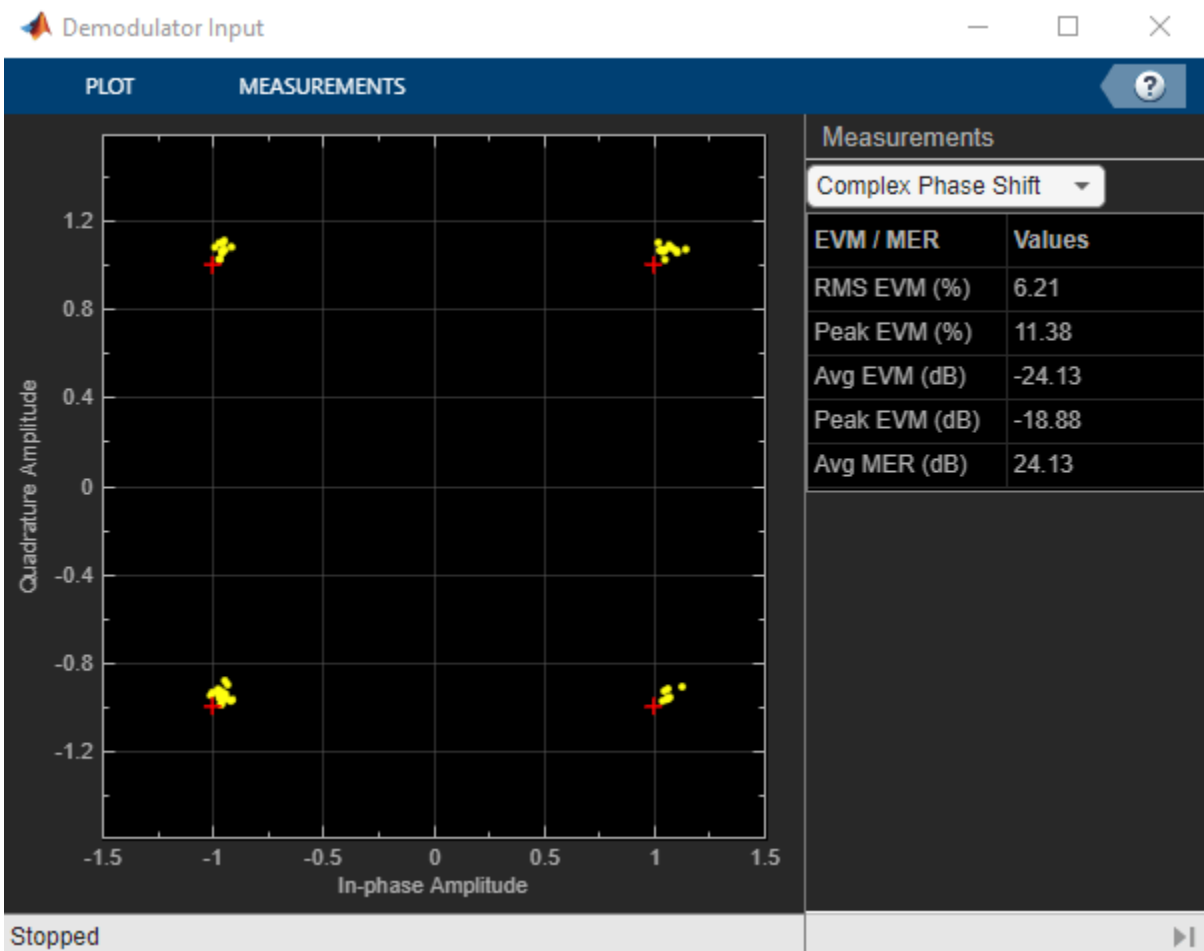 Demodulator Input
PLOT MEASUREMENTS ?
Measurements
Complex Phase Shift
EVM / MER Values
RMS EVM (%) 6.21
Peak EVM (%) 11.38
Avg EVM (dB) -24.13
Peak EVM (dB) -18.88
Avg MER (dB) 24.13
Quadrature Amplitude
1.2
0.8
0.4
0
-0.4
-0.8
-1.2
-1.5 -1 -0.5 0 0.5 1 1.5
In-phase Amplitude
Stopped